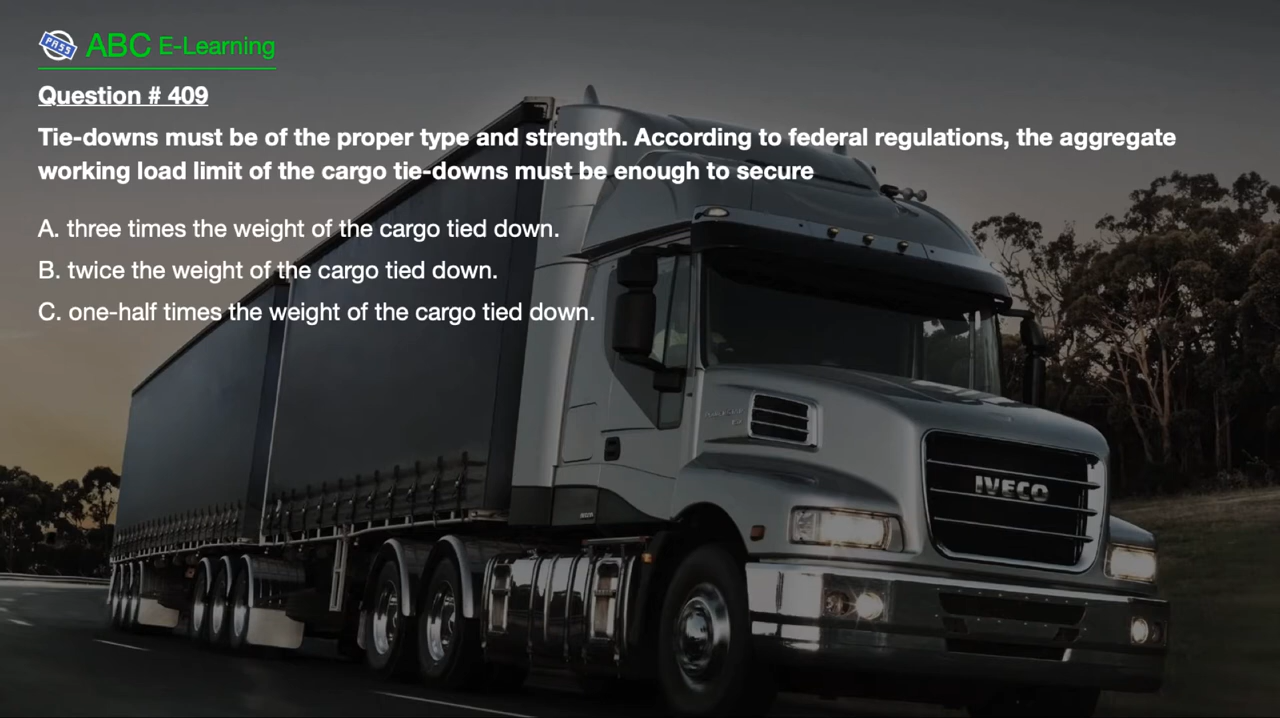 PASS
ABC E-Learning
Question # 409
Tie-downs must be of the proper type and strength. According to federal regulations, the aggregate
working load limit of the cargo tie-downs must be enough to secure
A. three times the weight of the cargo tied down.
B. twice the weight of the cargo tied down.
C. one-half times the weight of the cargo tied down.
IVECO